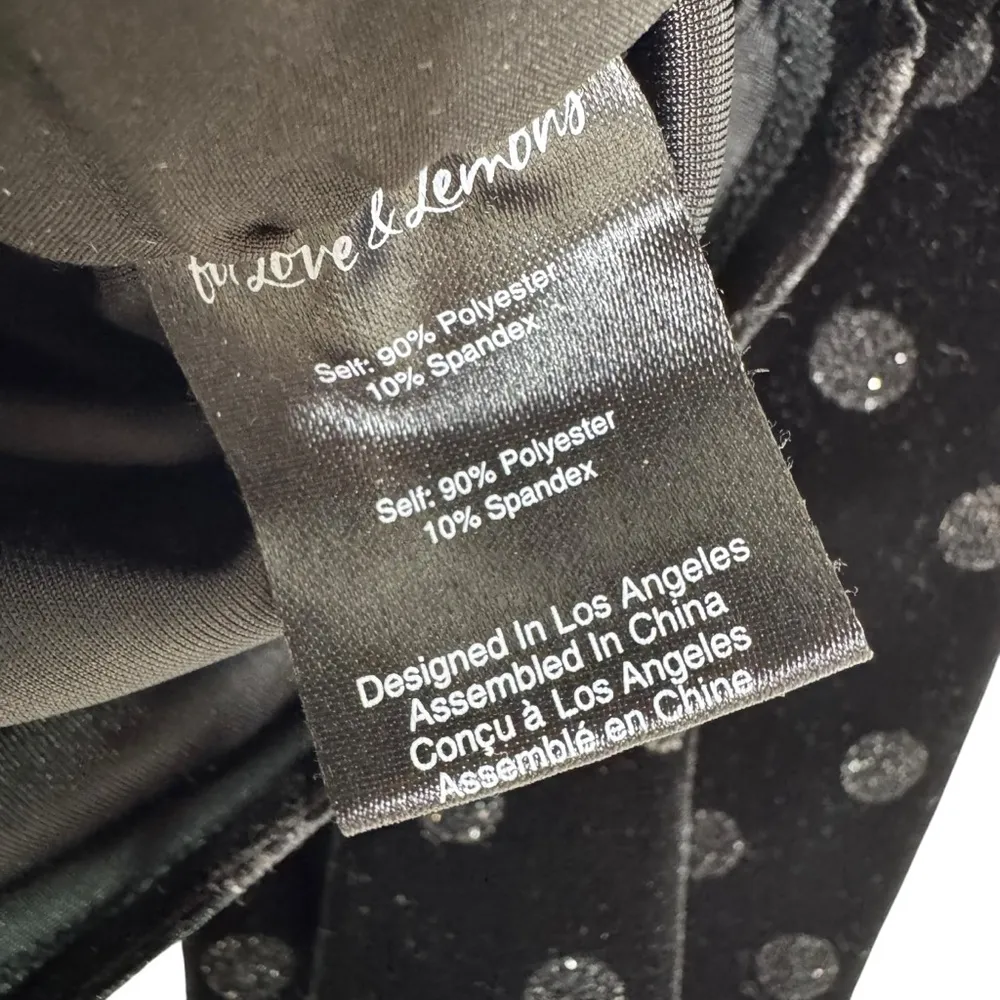 for Love & Lemons
Self: 90% Polyester
10% Spandex
Self: 90% Polyester
10% Spandex
Designed In Los Angeles
Assembled In China
Conçu à Los Angeles
Assemblé en Chine